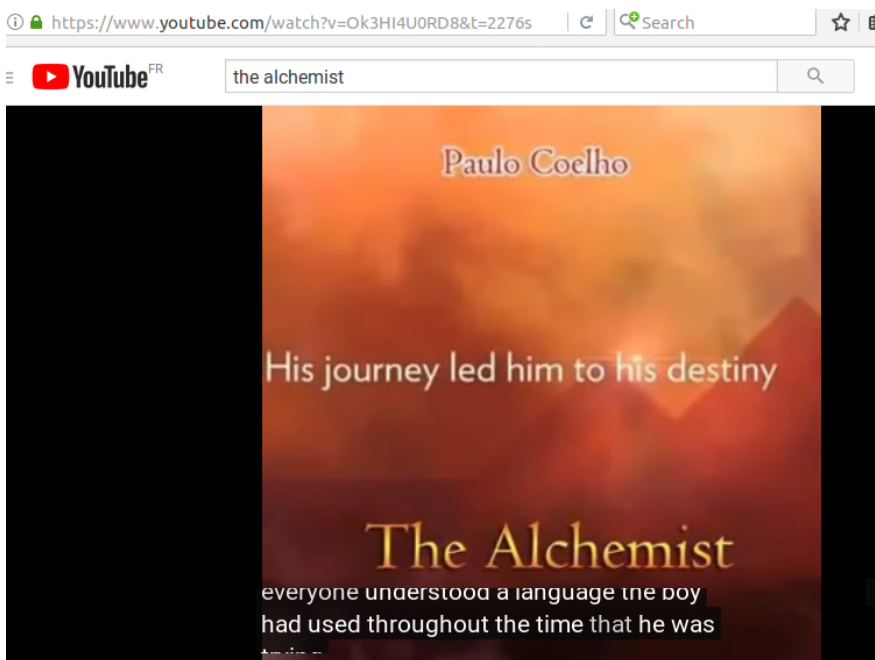 https://www.youtube.com/watch?v=Ok3HI4U0RD8&t=2276s Search
YouTube FR the alchemist
Paulo Coelho
His journey led him to his destiny
The Alchemist
everyone understood a language the boy
had used throughout the time that he was
trying